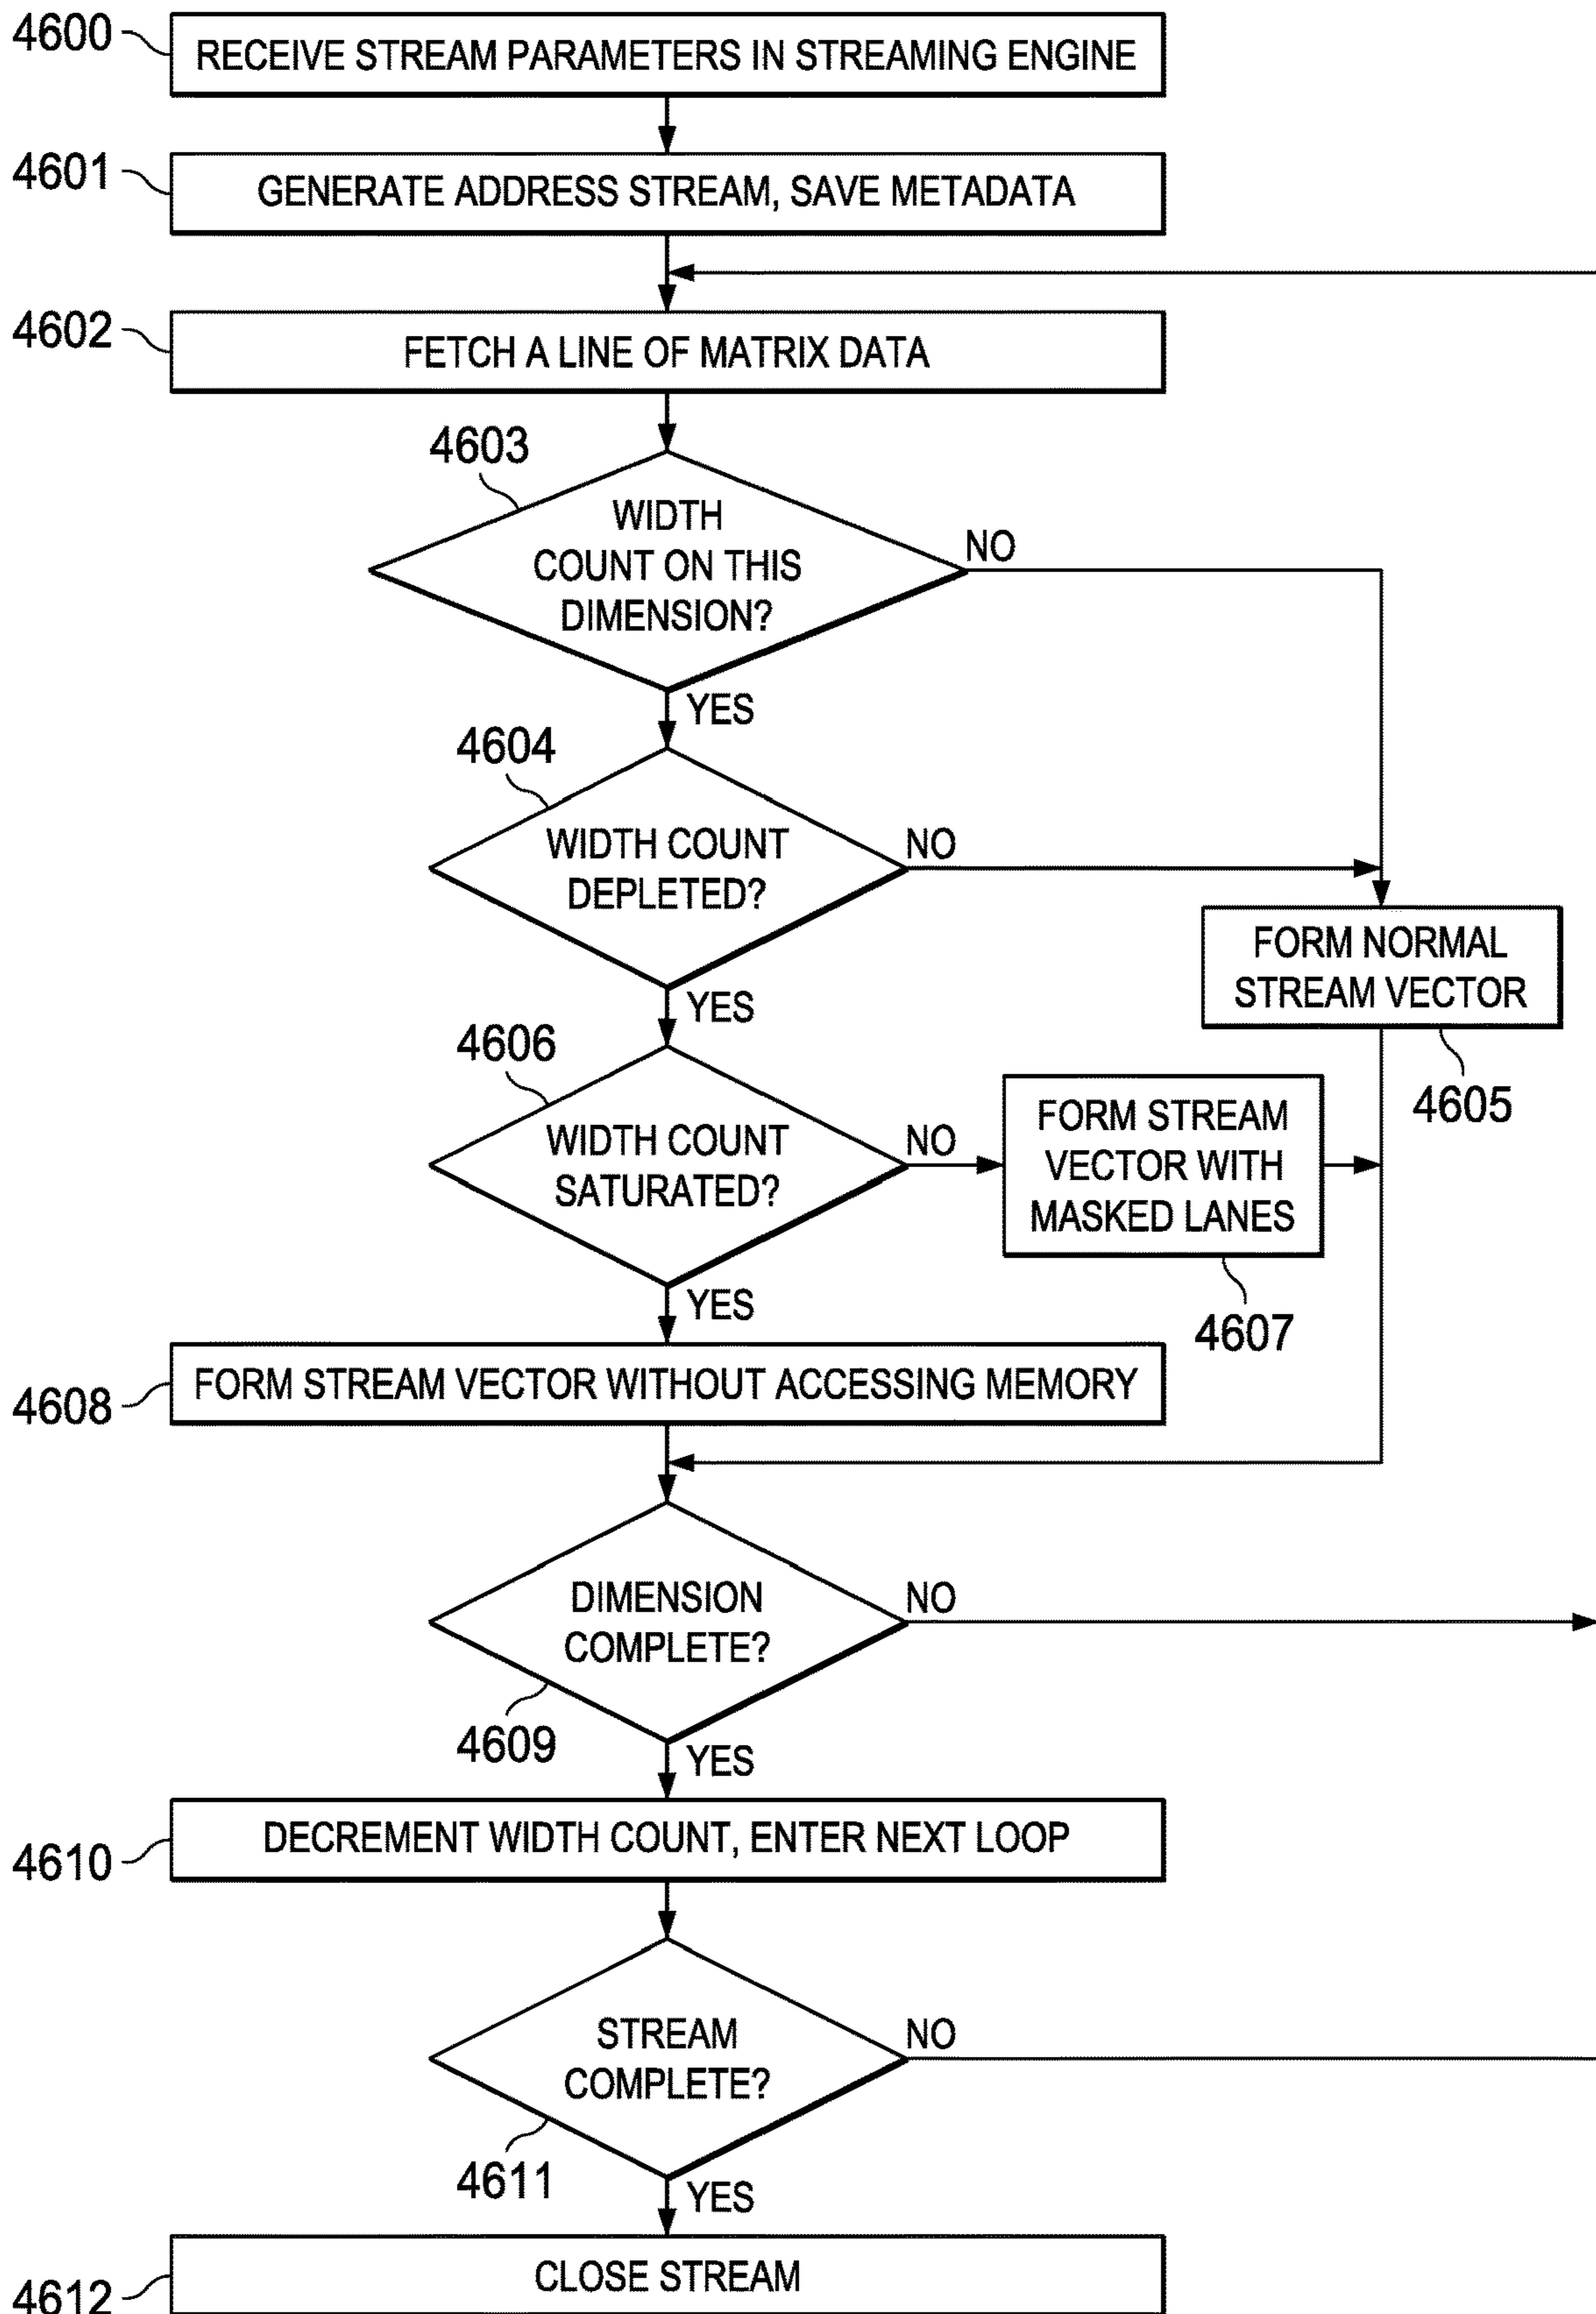 4600
RECEIVE STREAM PARAMETERS IN STREAMING ENGINE
4601
GENERATE ADDRESS STREAM, SAVE METADATA
4602
FETCH A LINE OF MATRIX DATA
4603
WIDTH
COUNT ON THIS
DIMENSION?
NO
YES
4604
WIDTH COUNT
DEPLETED?
NO
YES
FORM NORMAL
STREAM VECTOR
4605
4606
WIDTH COUNT
SATURATED?
NO
YES
FORM STREAM
VECTOR WITH
MASKED LANES
4607
4608
FORM STREAM VECTOR WITHOUT ACCESSING MEMORY
DIMENSION
COMPLETE?
NO
4609
YES
4610
DECREMENT WIDTH COUNT, ENTER NEXT LOOP
STREAM
COMPLETE?
NO
4611
YES
4612
CLOSE STREAM